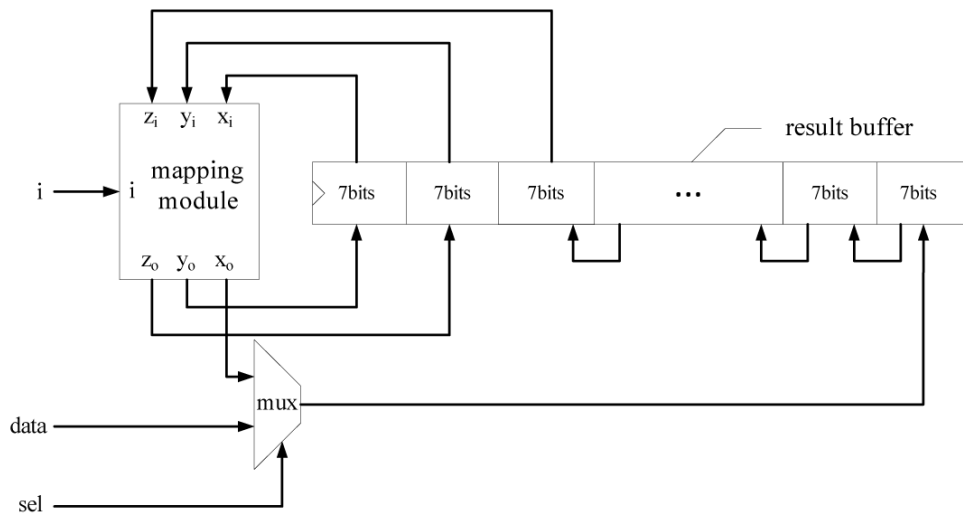 zᵢ yᵢ xᵢ
result buffer
mapping
module
i
i
7bits
7bits
7bits
...
7bits
7bits
zₒ yₒ xₒ
mux
data
sel